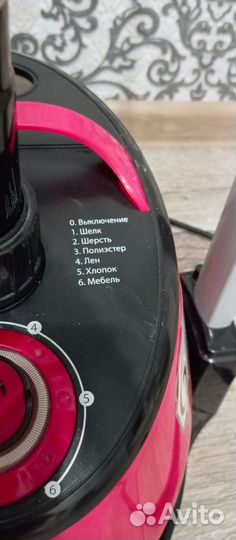 0. Выключение
1. Шелк
2. Шерсть
3. Полиэстер
4. Лен
5. Хлопок
6. Мебель
4
5
6
Avito